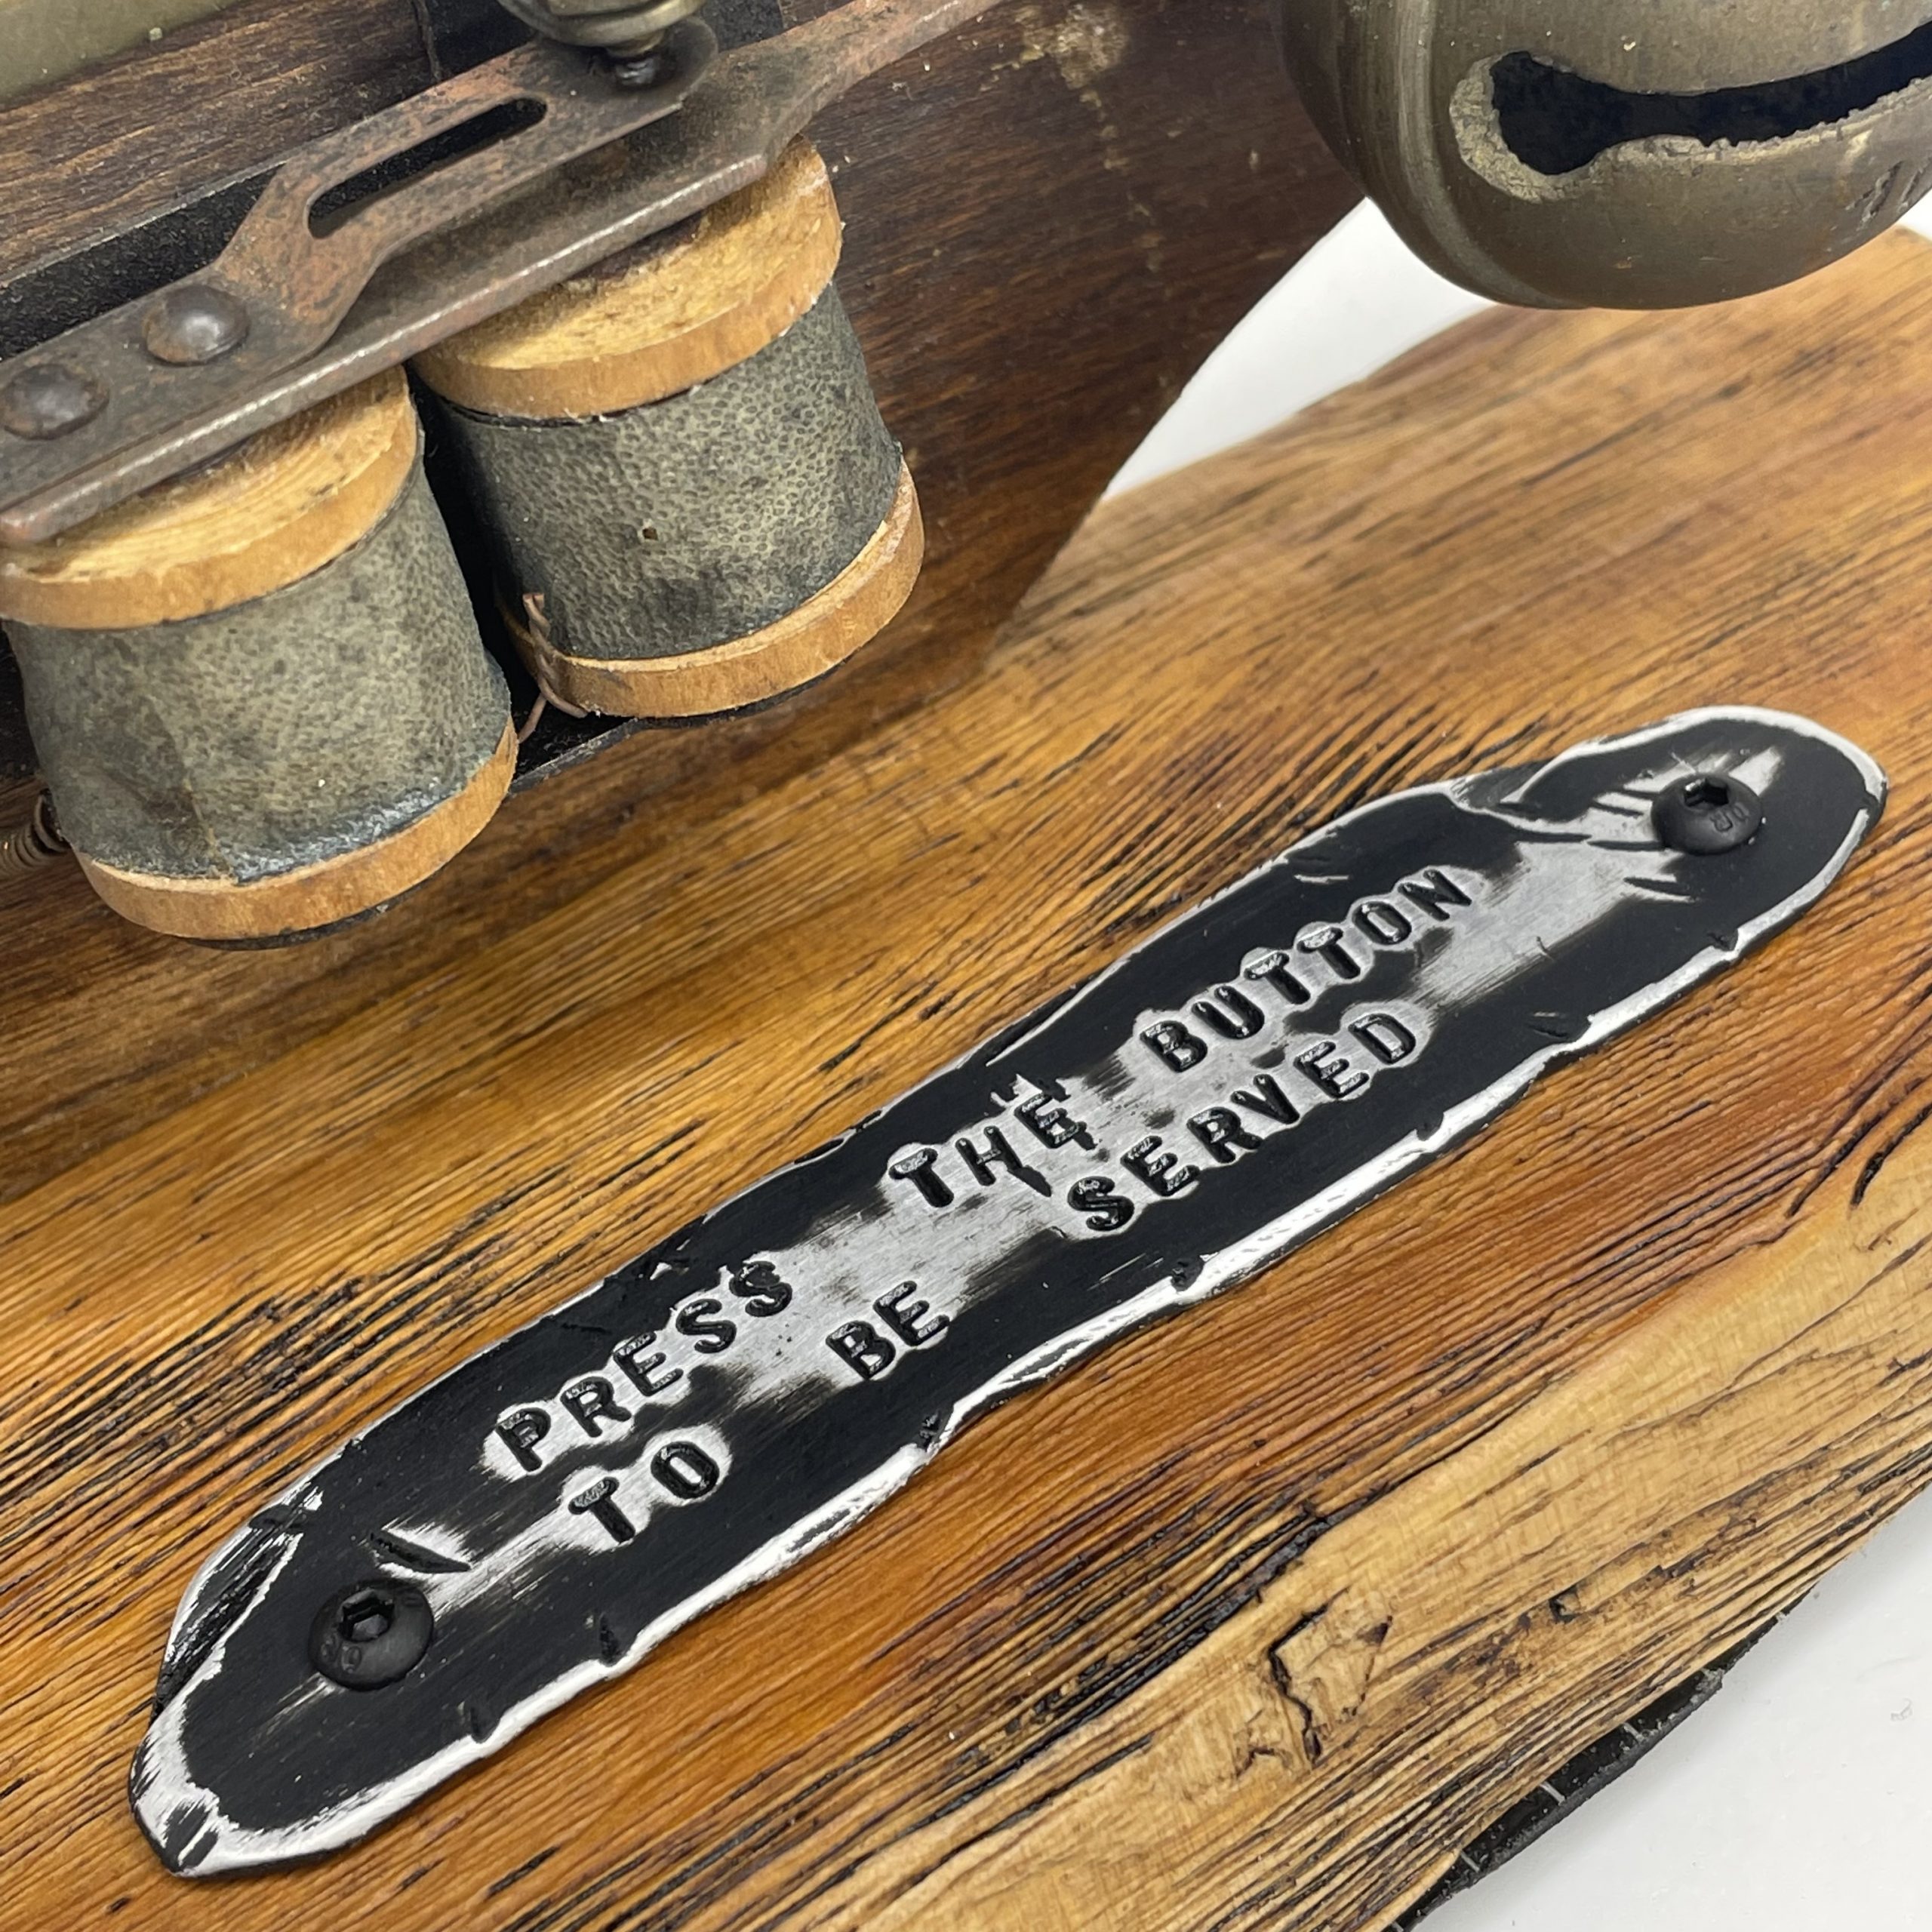 PRESS THE BUTTON
TO BE SERVED